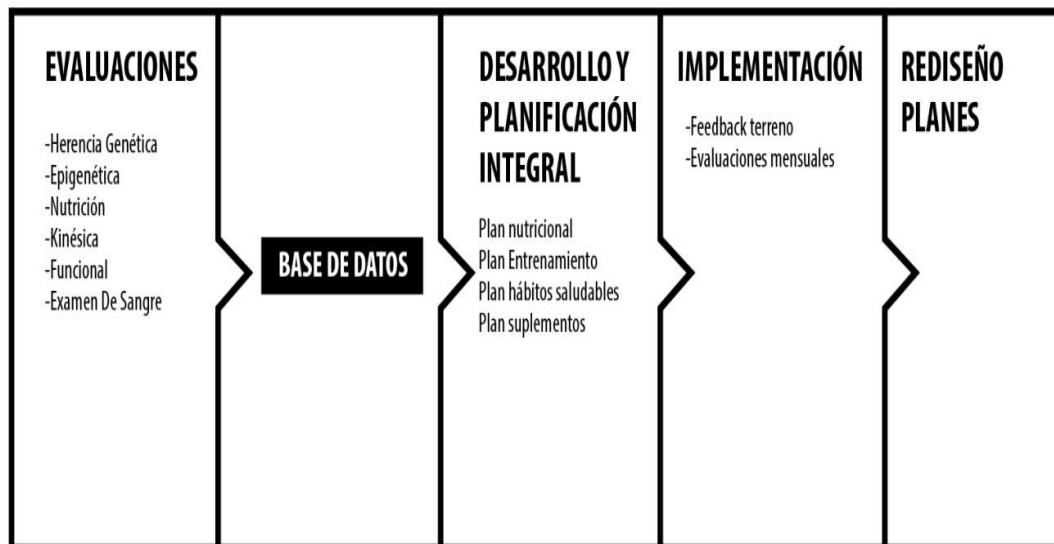 EVALUACIONES
-Herencia Genética
-Epigenética
-Nutrición
-Kinésica
-Funcional
-Examen De Sangre
BASE DE DATOS
DESARROLLO Y
PLANIFICACIÓN
INTEGRAL
Plan nutricional
Plan Entrenamiento
Plan hábitos saludables
Plan suplementos
IMPLEMENTACIÓN
-Feedback terreno
-Evaluaciones mensuales
REDISEÑO
PLANES